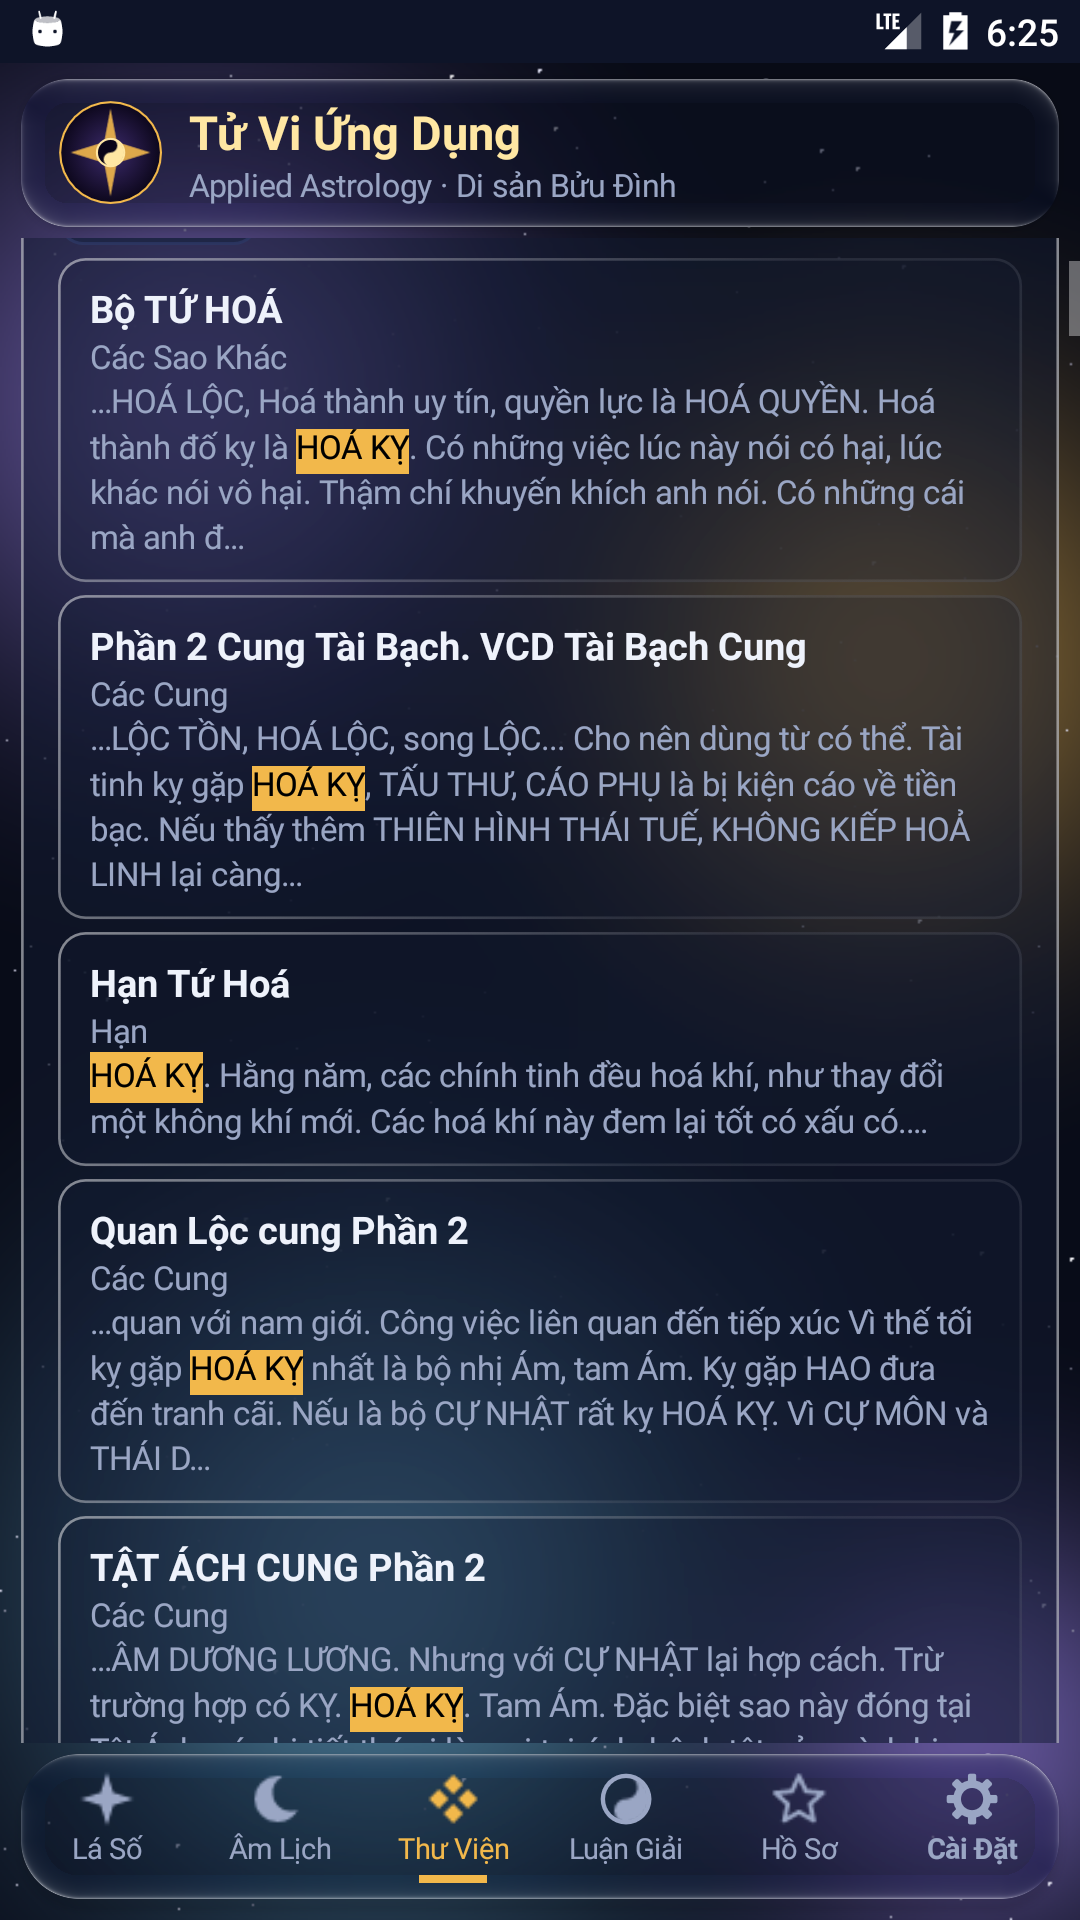 LTE 6:25
Tử Vi Ứng Dụng
Applied Astrology · Di sản Bửu Đình
Bộ TỨ HOÁ
Các Sao Khác
...HOÁ LỘC, Hoá thành uy tín, quyền lực là HOÁ QUYỀN. Hoá
thành đố kỵ là HOÁ KỴ. Có những việc lúc này nói có hại, lúc
khác nói vô hại. Thậm chí khuyến khích anh nói. Có những cái
mà anh đ...
Phần 2 Cung Tài Bạch. VCD Tài Bạch Cung
Các Cung
...LỘC TỒN, HOÁ LỘC, song LỘC... Cho nên dùng từ có thể. Tài
tinh kỵ gặp HOÁ KỴ, TẤU THƯ, CÁO PHỤ là bị kiện cáo về tiền
bạc. Nếu thấy thêm THIÊN HÌNH THÁI TUẾ, KHÔNG KIẾP HOẢ
LINH lại càng...
Hạn Tứ Hoá
Hạn
HOÁ KỴ. Hằng năm, các chính tinh đều hoá khí, như thay đổi
một không khí mới. Các hoá khí này đem lại tốt có xấu có....
Quan Lộc cung Phần 2
Các Cung
...quan với nam giới. Công việc liên quan đến tiếp xúc Vì thế tối
kỵ gặp HOÁ KỴ nhất là bộ nhị Ám, tam Ám. Kỵ gặp HAO đưa
đến tranh cãi. Nếu là bộ CỰ NHẬT rất kỵ HOÁ KỴ. Vì CỰ MÔN và
THÁI D...
TẬT ÁCH CUNG Phần 2
Các Cung
...ÂM DƯƠNG LƯƠNG. Nhưng với CỰ NHẬT lại hợp cách. Trừ
trường hợp có KỴ. HOÁ KỴ. Tam Ám. Đặc biệt sao này đóng tại
Lá Số
Âm Lịch
Thư Viện
Luận Giải
Hồ Sơ
Cài Đặt